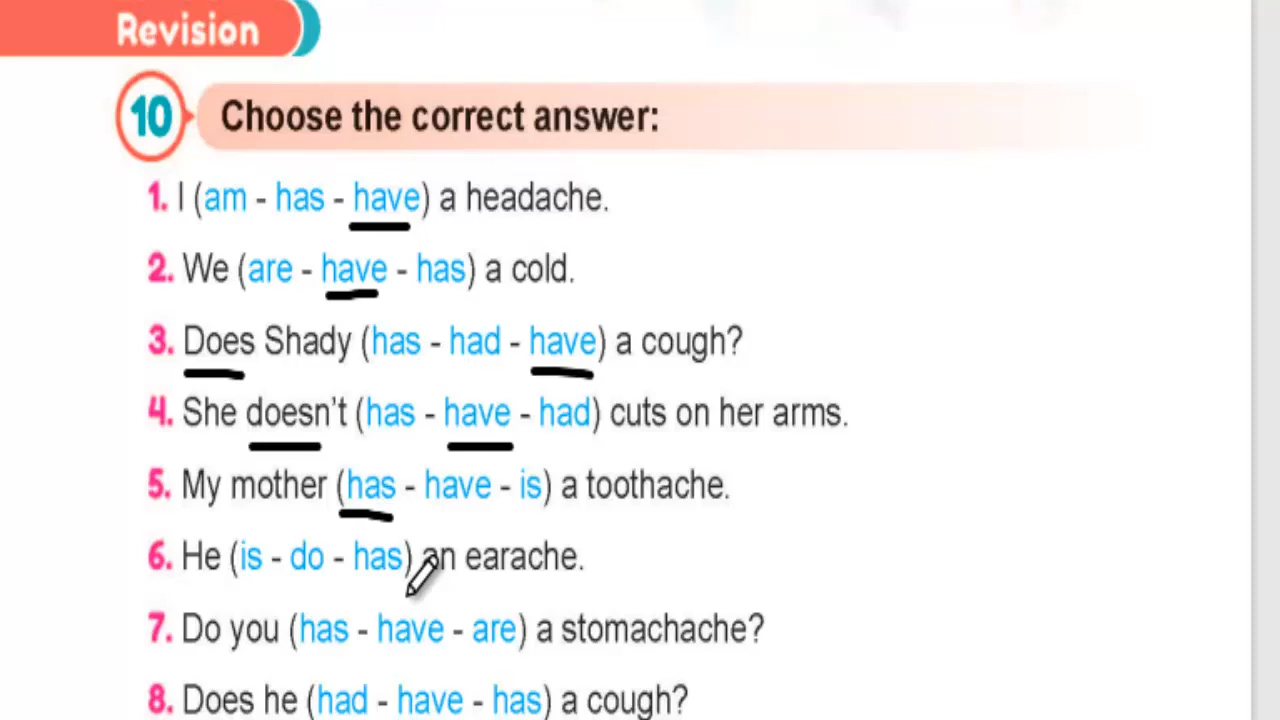 Revision
10 Choose the correct answer:
1. I (am - has - have) a headache.
2. We (are - have - has) a cold.
3. Does Shady (has - had - have) a cough?
4. She doesn't (has - have - had) cuts on her arms.
5. My mother (has - have - is) a toothache.
6. He (is - do - has) an earache.
7. Do you (has - have - are) a stomachache?
8. Does he (had - have - has) a cough?